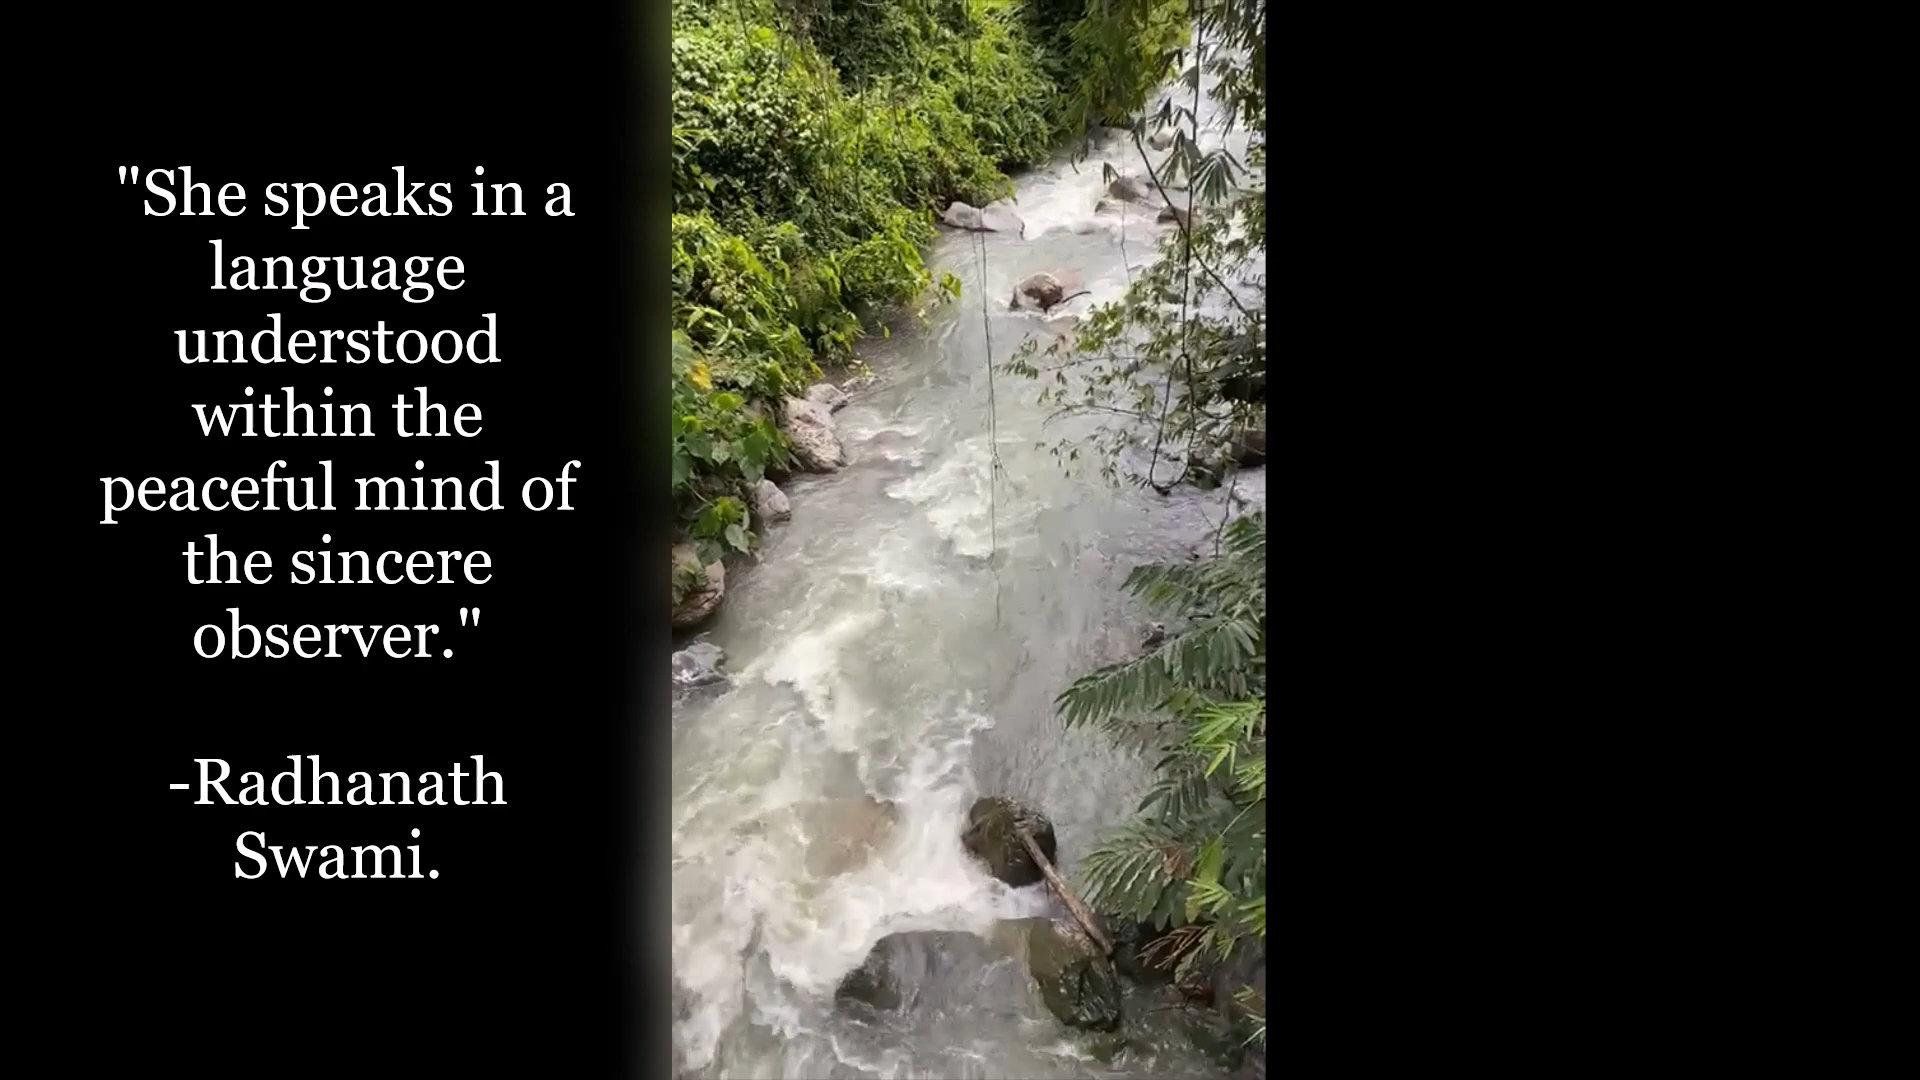 "She speaks in a
language
understood
within the
peaceful mind of
the sincere
observer."
-Radhanath
Swami.